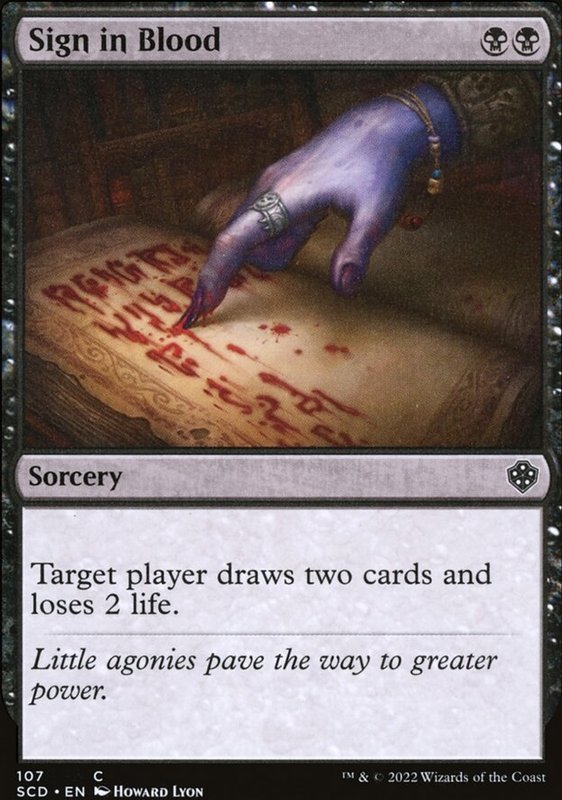 Sign in Blood
Sorcery
Target player draws two cards and
loses 2 life.
Little agonies pave the way to greater
power.
107 C
SCD • EN Howard Lyon
™ & © 2022 Wizards of the Coast